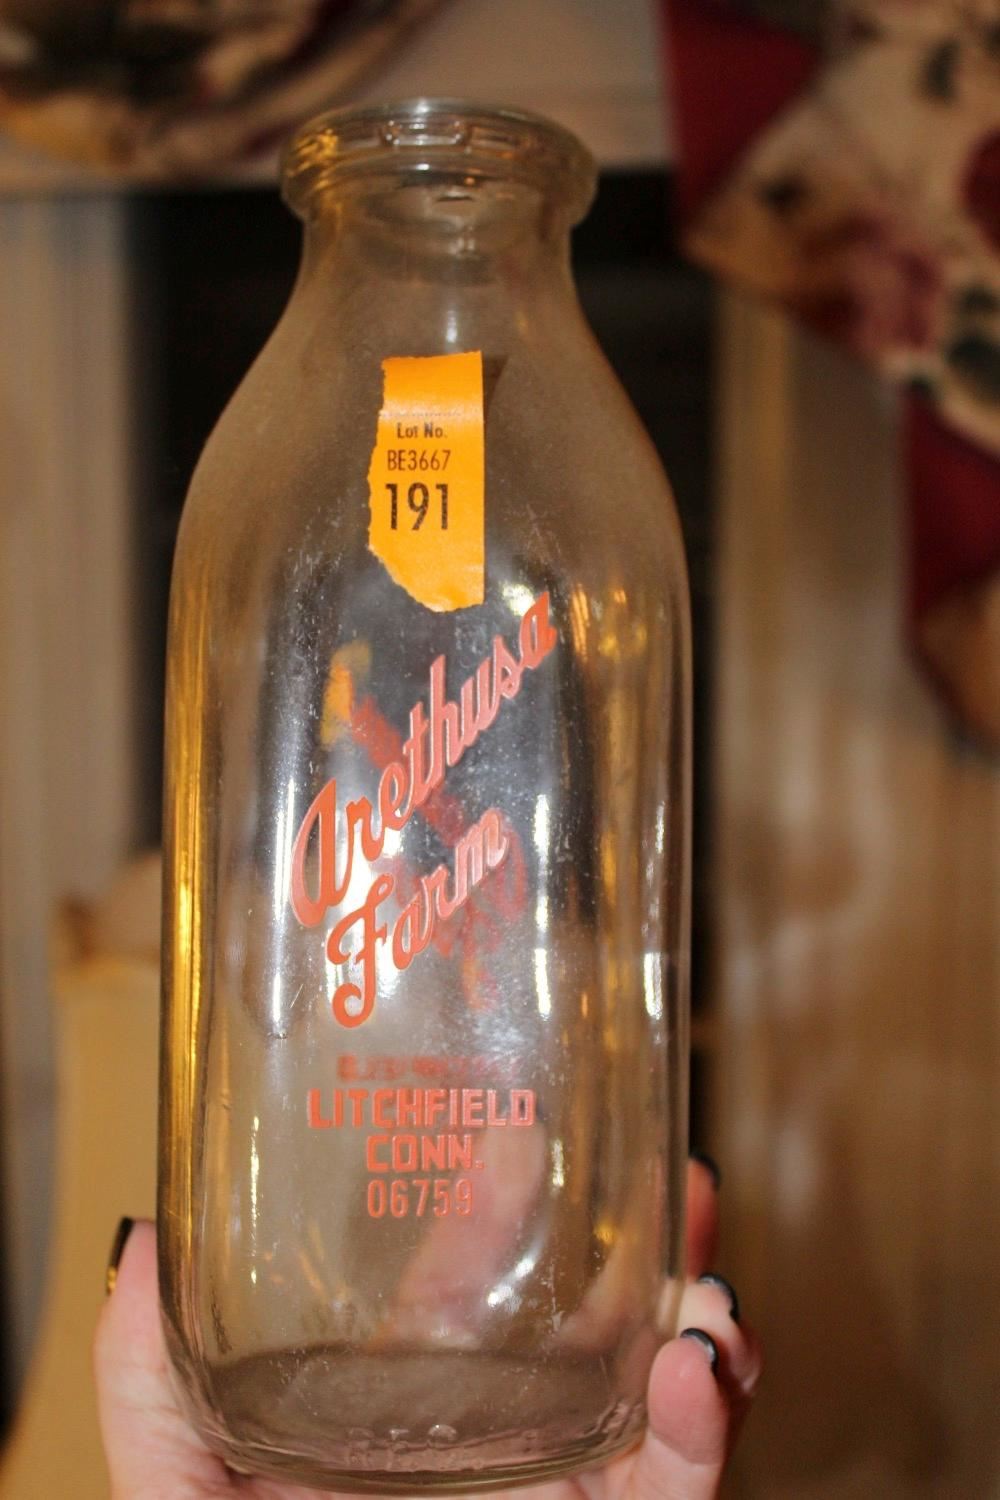 Lot No.
BE3667
191
Arethusa
Farm
LITCHFIELD
CONN.
06759